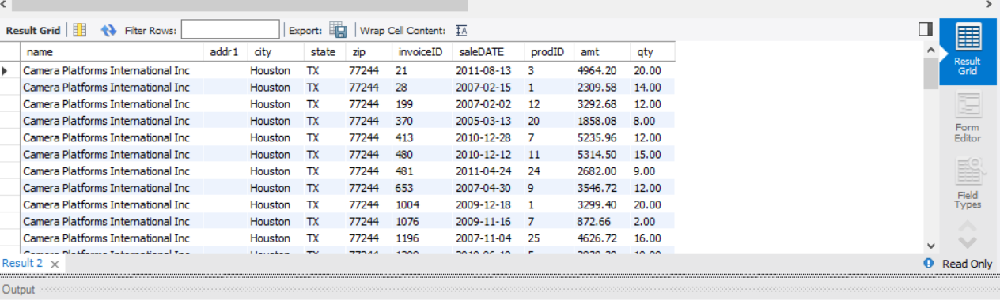 Result Grid Filter Rows: Export: Wrap Cell Content: IA
name addr1 city state zip invoiceID saleDATE prodID amt qty
Camera Platforms International Inc Houston TX 77244 21 2011-08-13 3 4964.20 20.00
Camera Platforms International Inc Houston TX 77244 28 2007-02-15 1 2309.58 14.00
Camera Platforms International Inc Houston TX 77244 199 2007-02-02 12 3292.68 12.00
Camera Platforms International Inc Houston TX 77244 370 2005-03-13 20 1858.08 8.00
Camera Platforms International Inc Houston TX 77244 413 2010-12-28 7 5235.96 12.00
Camera Platforms International Inc Houston TX 77244 480 2010-12-12 11 5314.50 15.00
Camera Platforms International Inc Houston TX 77244 481 2011-04-24 24 2682.00 9.00
Camera Platforms International Inc Houston TX 77244 653 2007-04-30 9 3546.72 12.00
Camera Platforms International Inc Houston TX 77244 1004 2009-12-18 1 3299.40 20.00
Camera Platforms International Inc Houston TX 77244 1076 2009-11-16 7 872.66 2.00
Camera Platforms International Inc Houston TX 77244 1196 2007-11-04 25 4626.72 16.00
Camera Platforms International Inc Houston TX 77244
Result
Grid
Form
Editor
Field
Types
Result 2 Read Only
Output